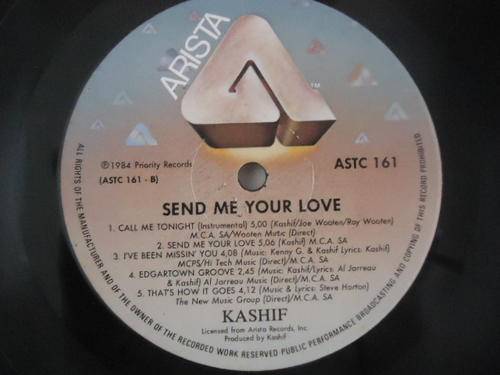 ARISTA
TM
℗1984 Priority Records
(ASTC 161 - B)
ASTC 161
SEND ME YOUR LOVE
1. CALL ME TONIGHT (Instrumental) 5,00 (Kashif/Joe Wooten/Roy Wooten)
M.C.A. SA/Wooten Music (Direct)
2. SEND ME YOUR LOVE 5,06 (Kashif) M.C.A. SA
3. I'VE BEEN MISSIN' YOU 4,08 (Music: Kenny G. & Kashif Lyrics: Kashif)
MCPS/Hi Tech Music (Direct)/M.C.A. SA
4. EDGARTOWN GROOVE 2,45 (Music: Kashif/Lyrics: Al Jarreau
& Kashif) Al Jarreau Music (Direct)/M.C.A. SA
5. THAT'S HOW IT GOES 4,12 (Music & Lyrics: Steve Horton)
The New Music Group (Direct)/M.C.A. SA
KASHIF
Licensed from Arista Records, Inc.
Produced by Kashif
ALL RIGHTS OF THE MANUFACTURER AND OF THE OWNER OF THE RECORDED WORK RESERVED PUBLIC PERFORMANCE BROADCASTING AND COPYING OF THIS RECORD PROHIBITED.